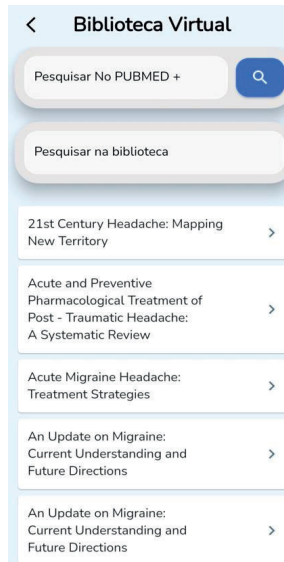 Biblioteca Virtual
Pesquisar No PUBMED +
Pesquisar na biblioteca
21st Century Headache: Mapping
New Territory
Acute and Preventive
Pharmacological Treatment of
Post - Traumatic Headache:
A Systematic Review
Acute Migraine Headache:
Treatment Strategies
An Update on Migraine:
Current Understanding and
Future Directions
An Update on Migraine:
Current Understanding and
Future Directions